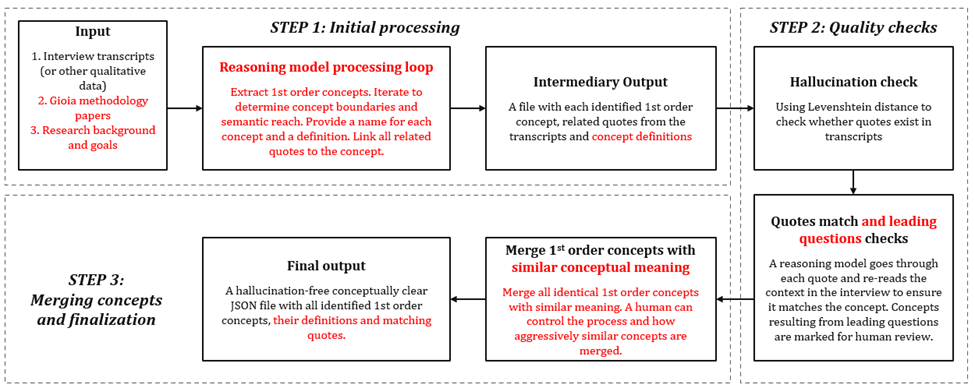 STEP 1: Initial processing
Input
1. Interview transcripts
(or other qualitative
data)
2. Gioia methodology
papers
3. Research background
and goals
Reasoning model processing loop
Extract 1st order concepts. Iterate to
determine concept boundaries and
semantic reach. Provide a name for each
concept and a definition. Link all related
quotes to the concept.
Intermediary Output
A file with each identified 1st order
concept, related quotes from the
transcripts and concept definitions
STEP 2: Quality checks
Hallucination check
Using Levenshtein distance to
check whether quotes exist in
transcripts
Quotes match and leading
questions checks
A reasoning model goes through
each quote and re-reads the
context in the interview to ensure
it matches the concept. Concepts
resulting from leading questions
are marked for human review.
STEP 3:
Merging concepts
and finalization
Merge 1st order concepts with
similar conceptual meaning
Merge all identical 1st order concepts
with similar meaning. A human can
control the process and how
aggressively similar concepts are
merged.
Final output
A hallucination-free conceptually clear
JSON file with all identified 1st order
concepts, their definitions and matching
quotes.